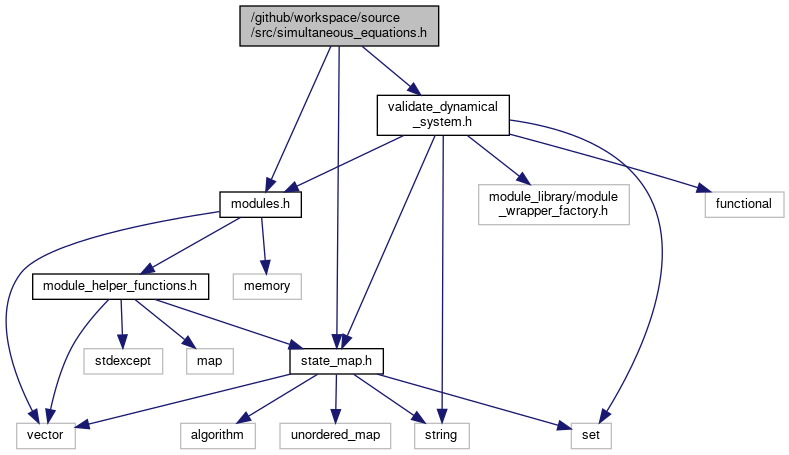 /github/workspace/source
/src/simultaneous_equations.h
validate_dynamical
_system.h
modules.h
module_library/module
_wrapper_factory.h
functional
module_helper_functions.h
memory
stdexcept
map
state_map.h
vector
algorithm
unordered_map
string
set